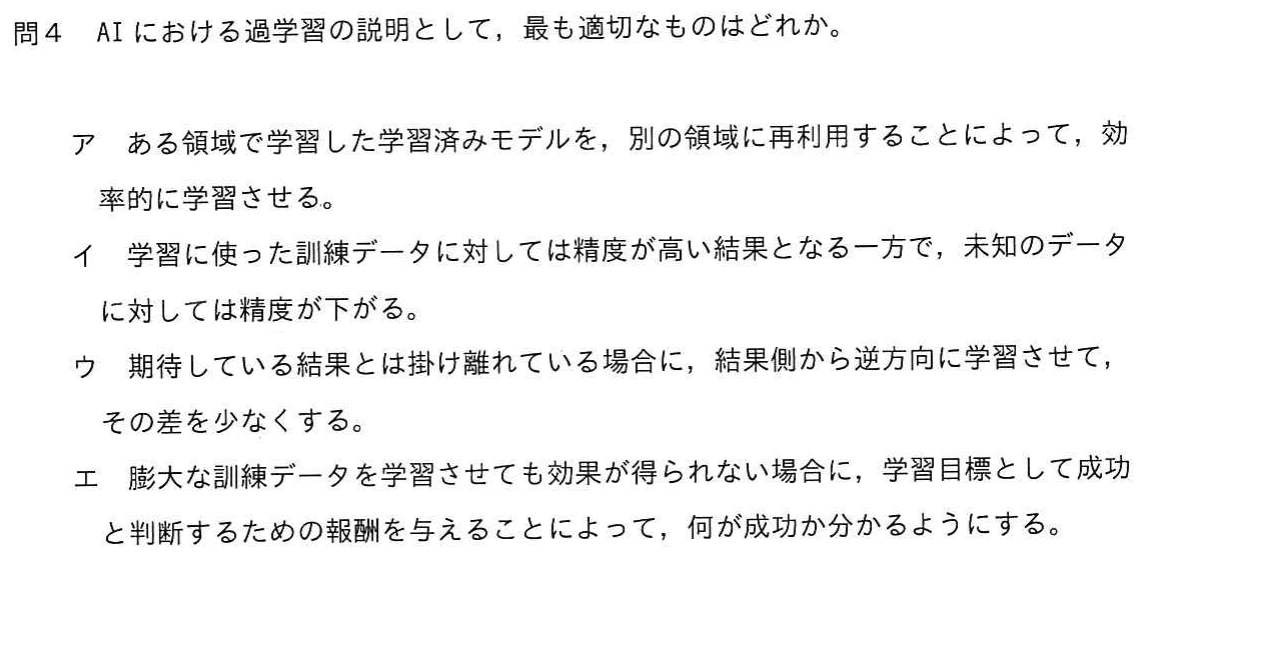 問4　AI における過学習の説明として，最も適切なものはどれか。
ア　ある領域で学習した学習済みモデルを，別の領域に再利用することによって，効
率的に学習させる。
イ　学習に使った訓練データに対しては精度が高い結果となる一方で，未知のデータ
に対しては精度が下がる。
ウ　期待している結果とは掛け離れている場合に，結果側から逆方向に学習させて，
その差を少なくする。
エ　膨大な訓練データを学習させても効果が得られない場合に，学習目標として成功
と判断するための報酬を与えることによって，何が成功か分かるようにする。